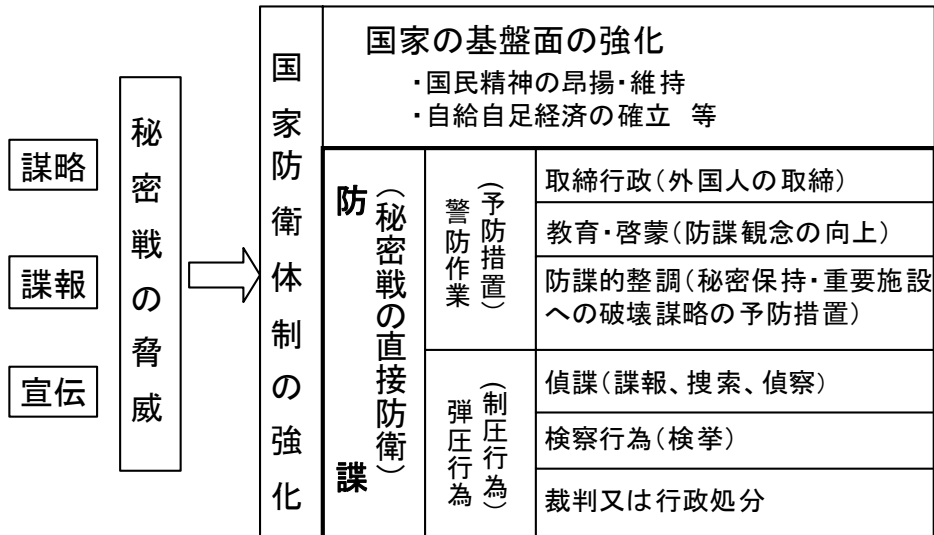 謀略
諜報
宣伝
秘密戦の脅威
国家防衛体制の強化
国家の基盤面の強化
・国民精神の昂揚・維持
・自給自足経済の確立 等
防諜
(秘密戦の直接防衛)
警防作業
(予防措置)
取締行政(外国人の取締)
教育・啓蒙(防諜観念の向上)
防諜的整調(秘密保持・重要施設
への破壊謀略の予防措置)
弾圧行為
(制圧行為)
偵諜(諜報、捜索、偵察)
検察行為(検挙)
裁判又は行政処分